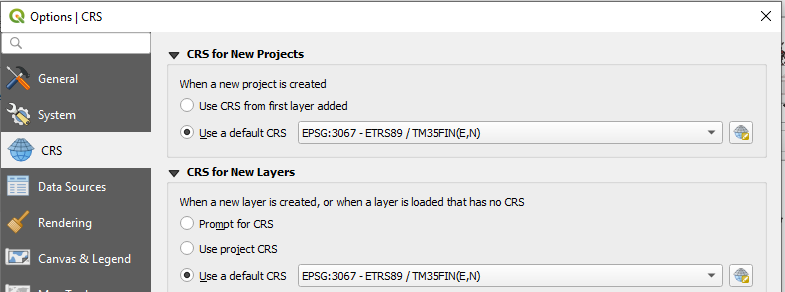 Options | CRS
CRS for New Projects
General
When a new project is created
Use CRS from first layer added
System
Use a default CRS EPSG:3067 - ETRS89 / TM35FIN(E,N)
CRS
CRS for New Layers
Data Sources
When a new layer is created, or when a layer is loaded that has no CRS
Rendering
Prompt for CRS
Use project CRS
Canvas & Legend
Use a default CRS EPSG:3067 - ETRS89 / TM35FIN(E,N)